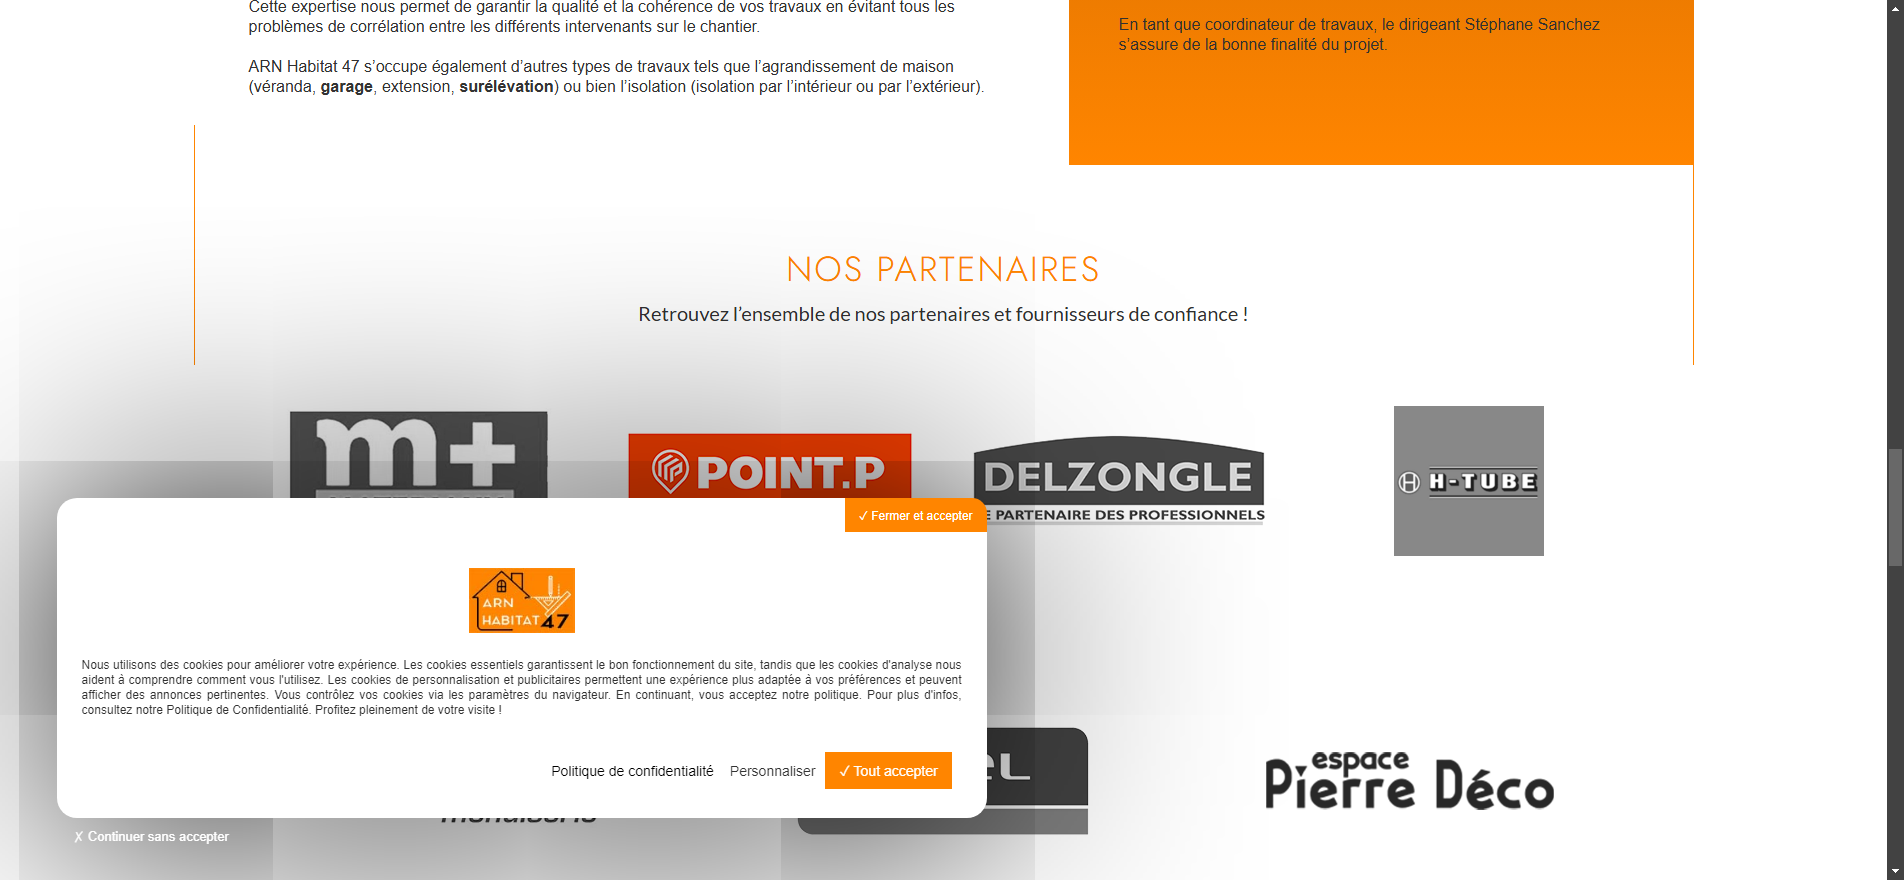 Cette expertise nous permet de garantir la qualité et la cohérence de vos travaux en évitant tous les
problèmes de corrélation entre les différents intervenants sur le chantier.
ARN Habitat 47 s’occupe également d’autres types de travaux tels que l’agrandissement de maison
(véranda, garage, extension, surélévation) ou bien l’isolation (isolation par l’intérieur ou par l’extérieur).
En tant que coordinateur de travaux, le dirigeant Stéphane Sanchez
s’assure de la bonne finalité du projet.
NOS PARTENAIRES
Retrouvez l’ensemble de nos partenaires et fournisseurs de confiance !
m+
POINT.P
DELZONGLE
PARTENAIRE DES PROFESSIONNELS
H-TUBE
✓ Fermer et accepter
ARN
HABITAT 47
Nous utilisons des cookies pour améliorer votre expérience. Les cookies essentiels garantissent le bon fonctionnement du site, tandis que les cookies d'analyse nous
aident à comprendre comment vous l'utilisez. Les cookies de personnalisation et publicitaires permettent une expérience plus adaptée à vos préférences et peuvent
afficher des annonces pertinentes. Vous contrôlez vos cookies via les paramètres du navigateur. En continuant, vous acceptez notre politique. Pour plus d'infos,
consultez notre Politique de Confidentialité. Profitez pleinement de votre visite !
Politique de confidentialité
Personnaliser
✓ Tout accepter
✗ Continuer sans accepter
espace
Pierre Déco